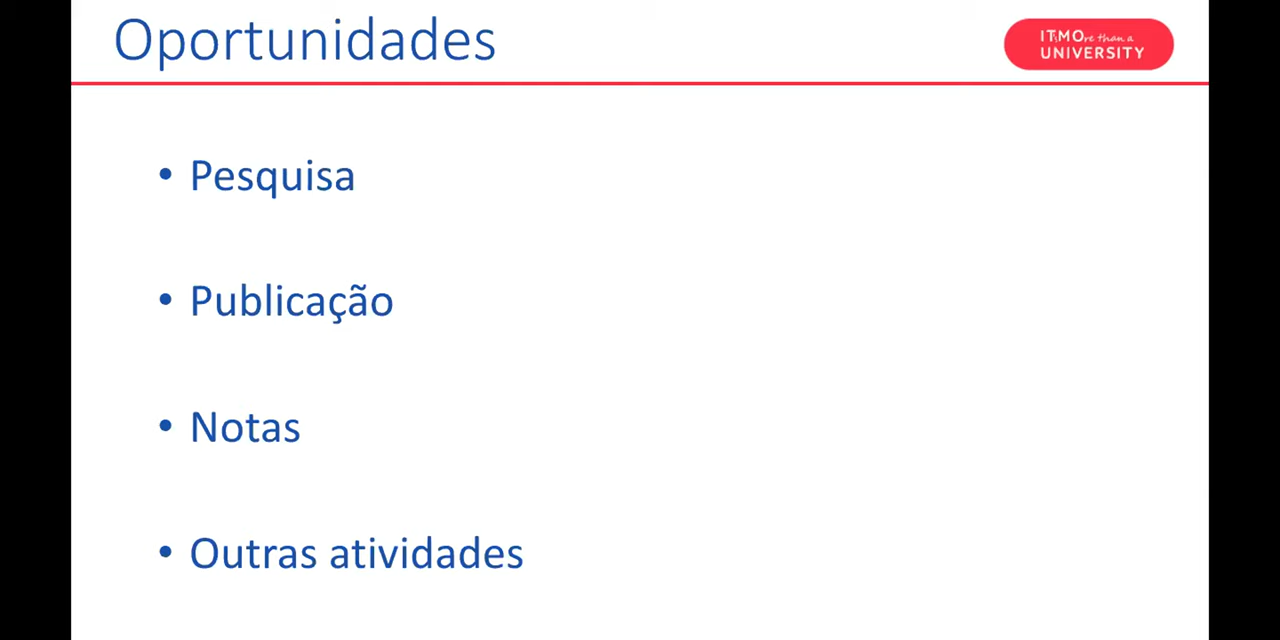 Oportunidades
ITMOre than a
UNIVERSITY
• Pesquisa
• Publicação
• Notas
• Outras atividades